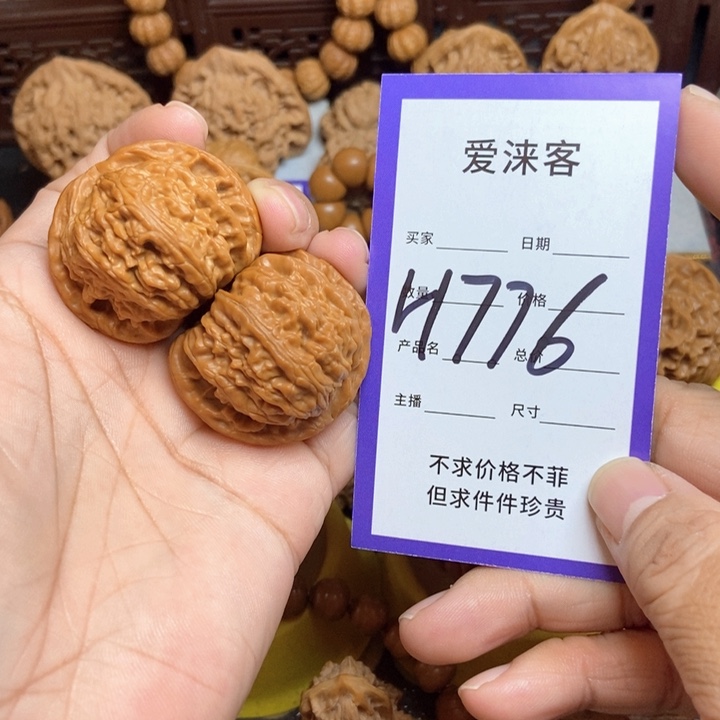 爱涞客
买家 日期
数量 价格
H776
产品名 总价
主播 尺寸
不求价格不菲
但求件件珍贵